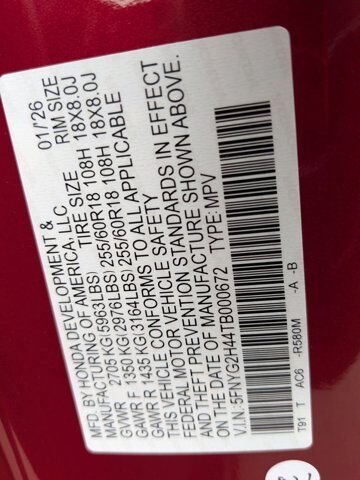 MFD. BY HONDA DEVELOPMENT &
MANUFACTURING OF AMERICA, LLC. 01/26
2705 KG(5963LBS) TIRE SIZE RIM SIZE
GVWR
GAWR F 1350 KG(2976LBS) 255/60R18 108H 18X8.0J
GAWR R 1435 KG(3164LBS) 255/60R18 108H 18X8.0J
THIS VEHICLE CONFORMS TO ALL APPLICABLE
FEDERAL MOTOR VEHICLE SAFETY
AND THEFT PREVENTION STANDARDS IN EFFECT
ON THE DATE OF MANUFACTURE SHOWN ABOVE.
V.I.N: 5FNYG2H44TB000672 TYPE: MPV
T91 T AC6 -R580M -A -B